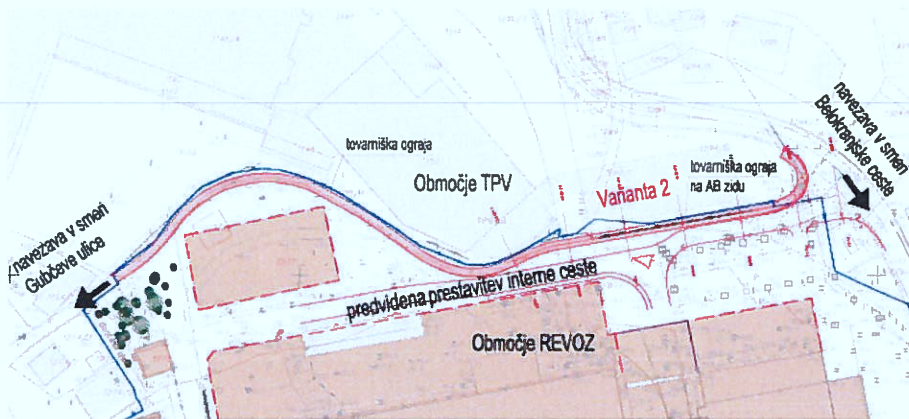 tovarniška ograja
Območje TPV
Varianta 2
tovarniška ograja
na AB zidu
navezava v smeri
Belokranjske ceste
navezava v smeri
Gubčeve ulice
predvidena prestavitev interne ceste
Območje REVOZ